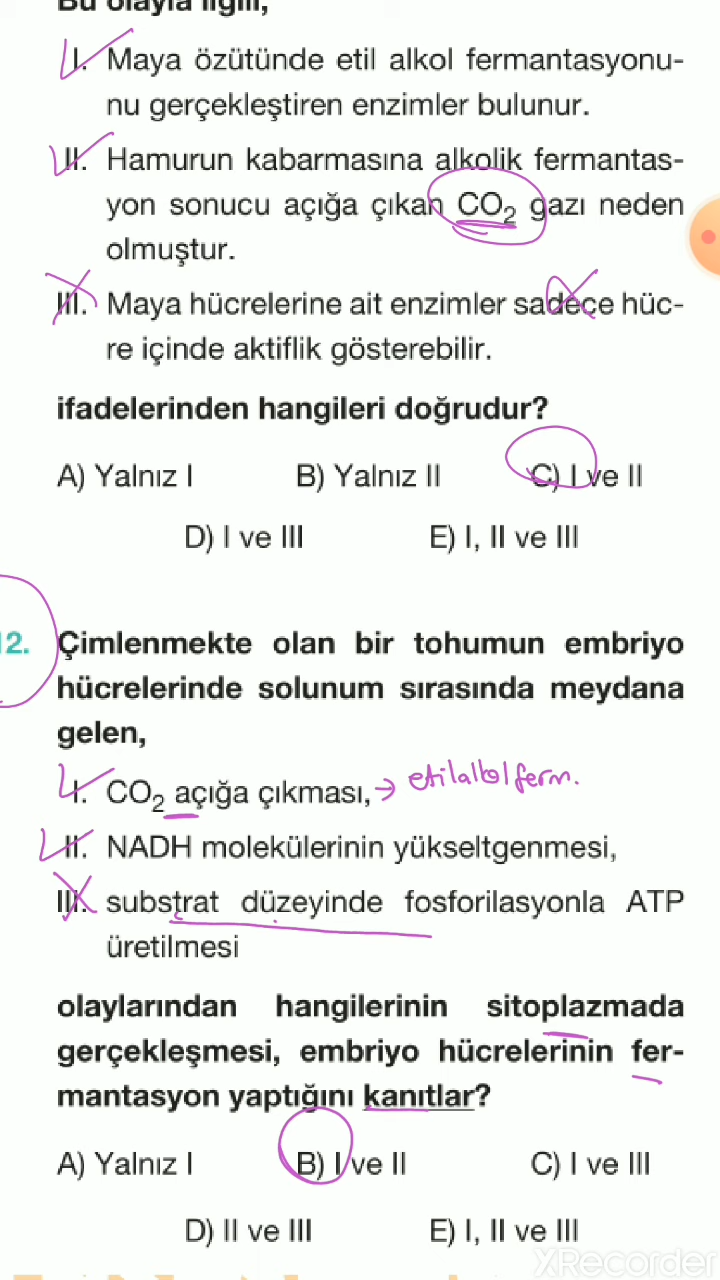 Bu olayla ilgili,
I. Maya özütünde etil alkol fermantasyonu-
nu gerçekleştiren enzimler bulunur.
II. Hamurun kabarmasına alkolik fermantas-
yon sonucu açığa çıkan CO₂ gazı neden
olmuştur.
III. Maya hücrelerine ait enzimler sadece hüc-
re içinde aktiflik gösterebilir.
ifadelerinden hangileri doğrudur?
A) Yalnız I B) Yalnız II C) I ve II
D) I ve III E) I, II ve III
12. Çimlenmekte olan bir tohumun embriyo
hücrelerinde solunum sırasında meydana
gelen,
I. CO₂ açığa çıkması, → etilalkol ferm.
II. NADH molekülerinin yükseltgenmesi,
III. substrat düzeyinde fosforilasyonla ATP
üretilmesi
olaylarından hangilerinin sitoplazmada
gerçekleşmesi, embriyo hücrelerinin fer-
mantasyon yaptığını kanıtlar?
A) Yalnız I B) I ve II C) I ve III
D) II ve III E) I, II ve III
XRecorder